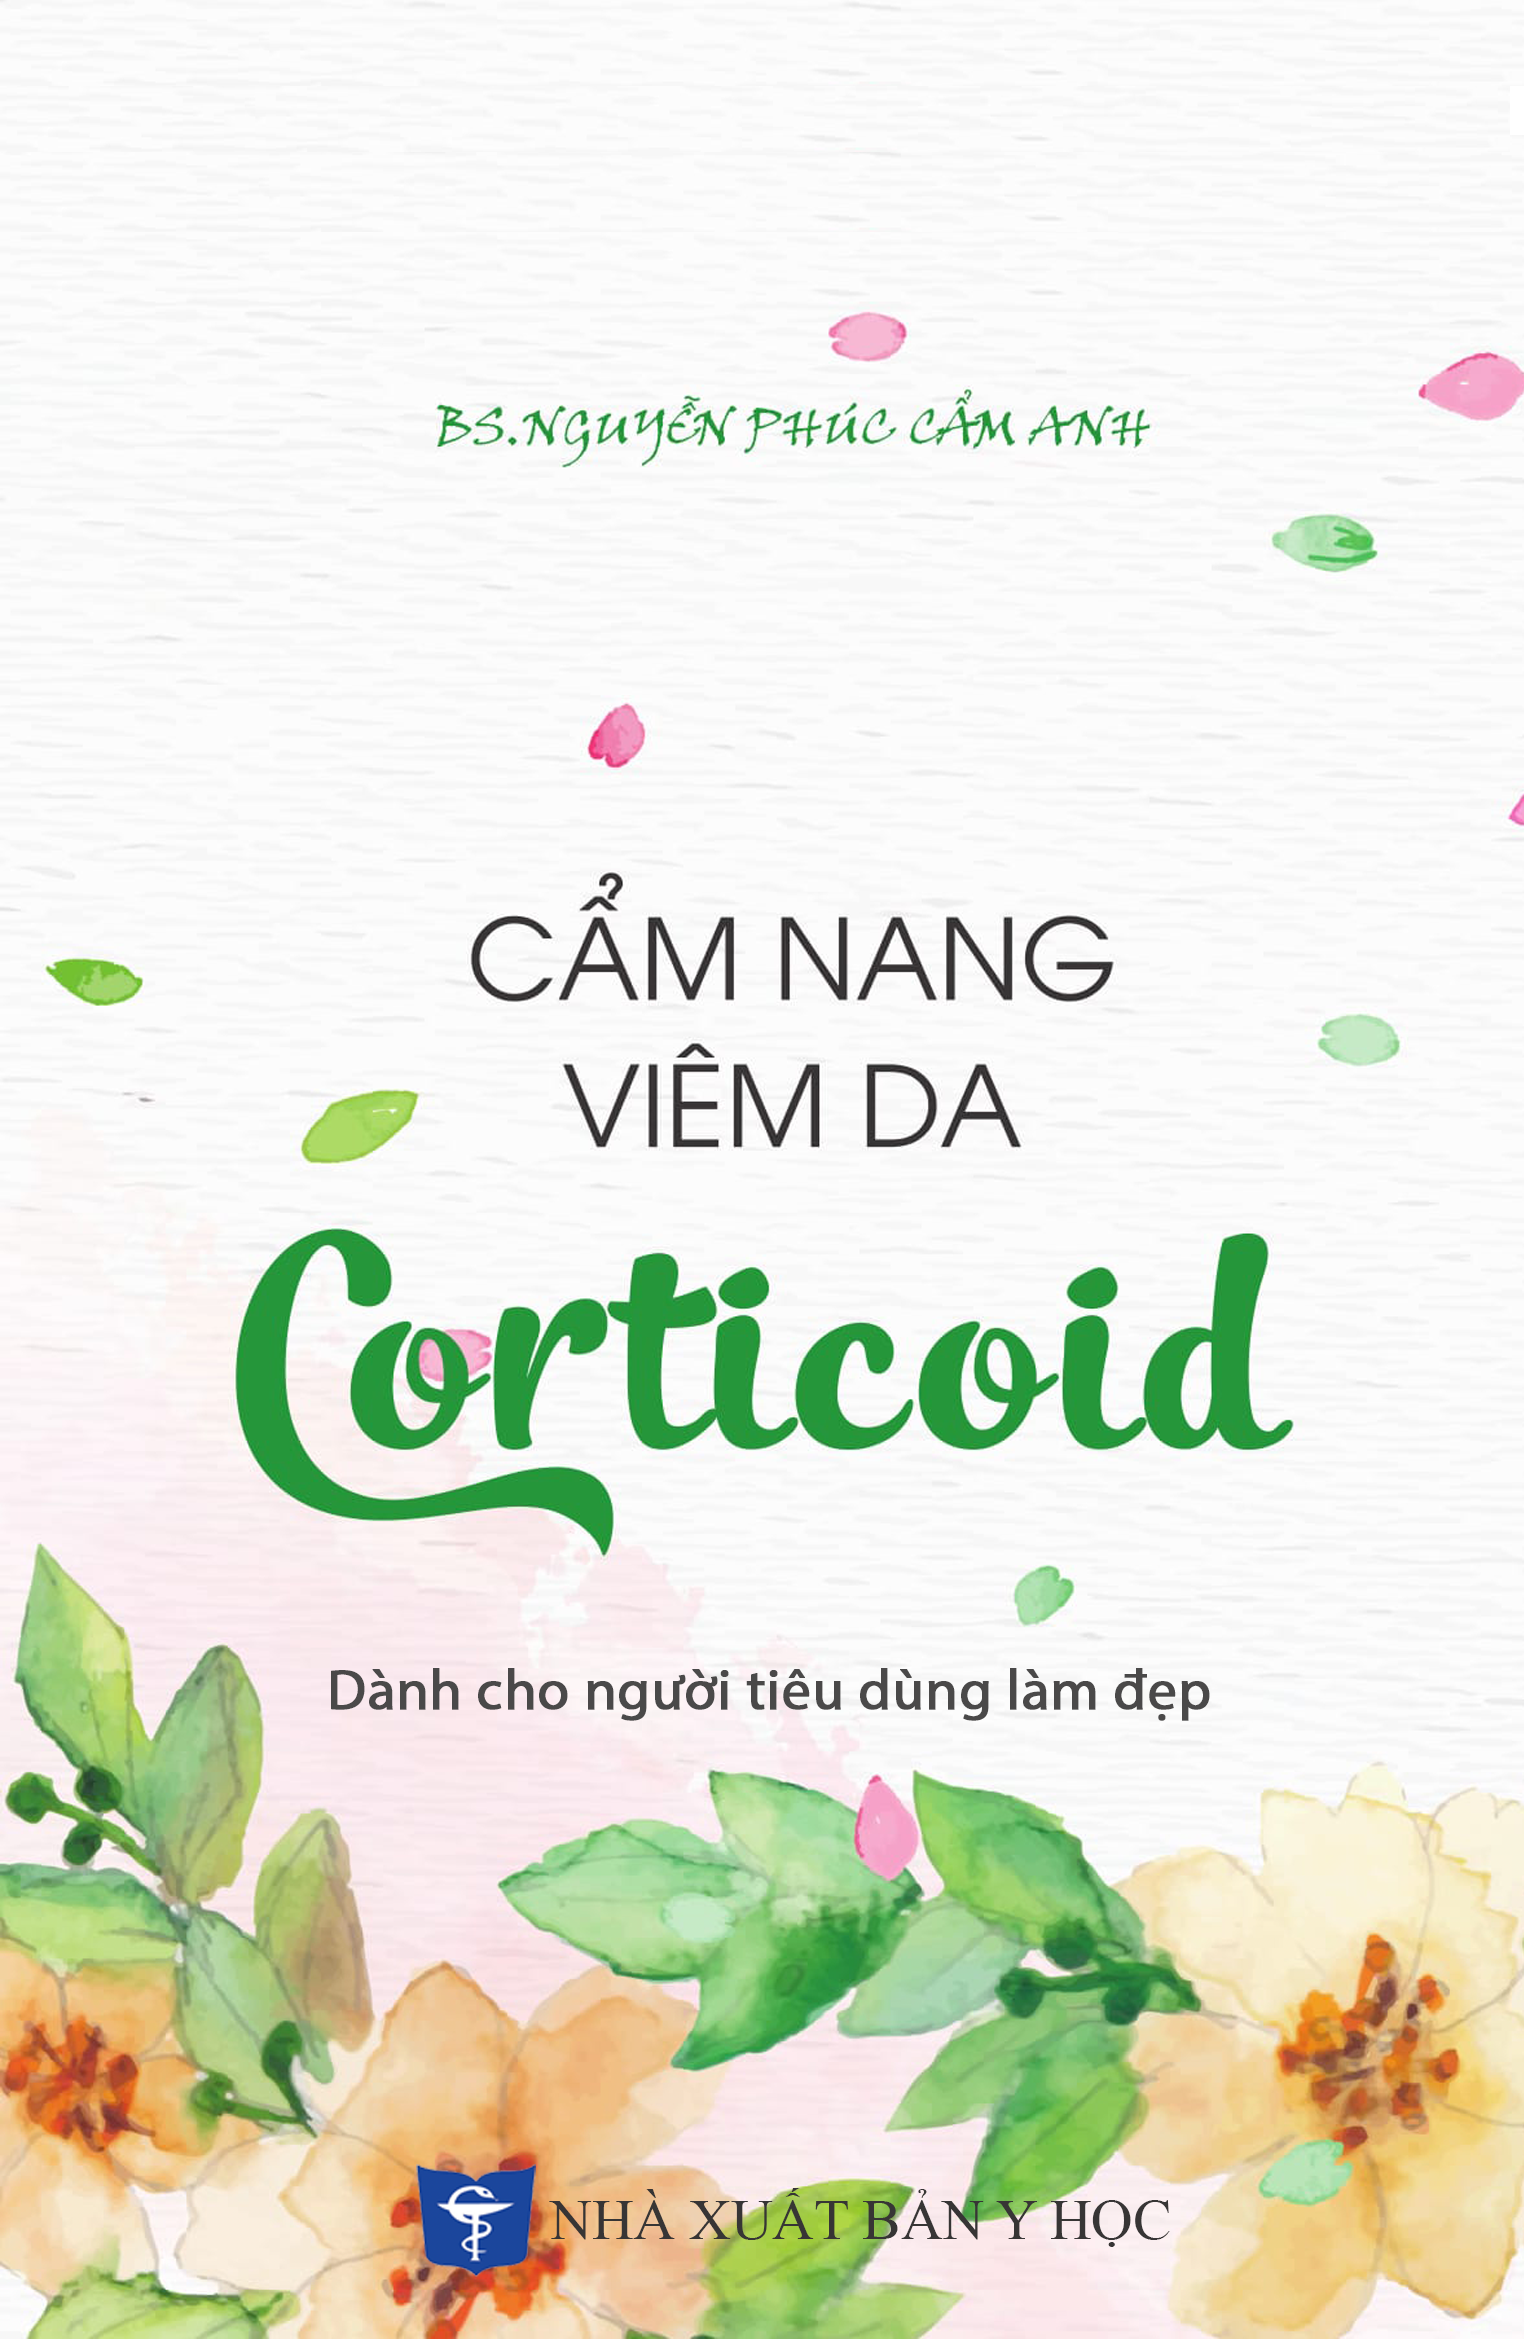 BS.NGUYỄN PHÚC CẨM ANH
CẨM NANG
VIÊM DA
Corticoid
Dành cho người tiêu dùng làm đẹp
NHÀ XUẤT BẢN Y HỌC